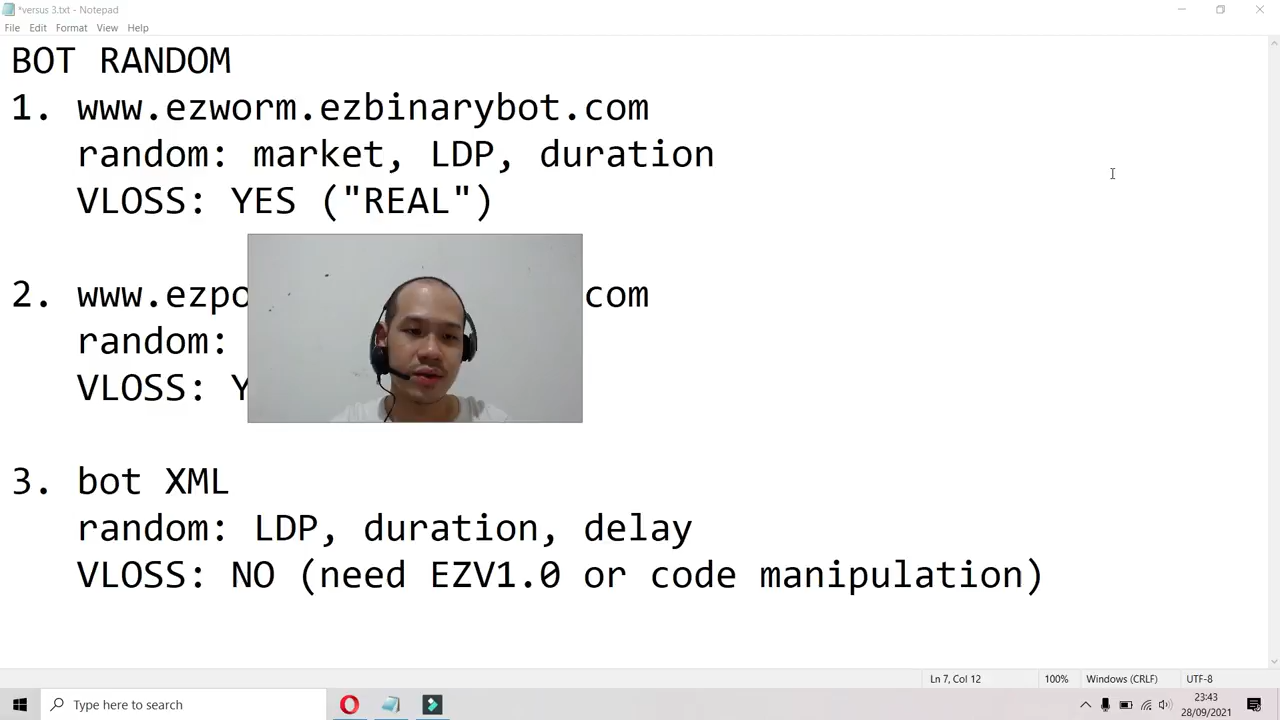 *versus 3.txt - Notepad
File Edit Format View Help
BOT RANDOM
1. www.ezworm.ezbinarybot.com
random: market, LDP, duration
VLOSS: YES ("REAL")
2. www.ezpo com
random:
VLOSS: Y
3. bot XML
random: LDP, duration, delay
VLOSS: NO (need EZV1.0 or code manipulation)
Ln 7, Col 12 100% Windows (CRLF) UTF-8
Type here to search
23:43
28/09/2021